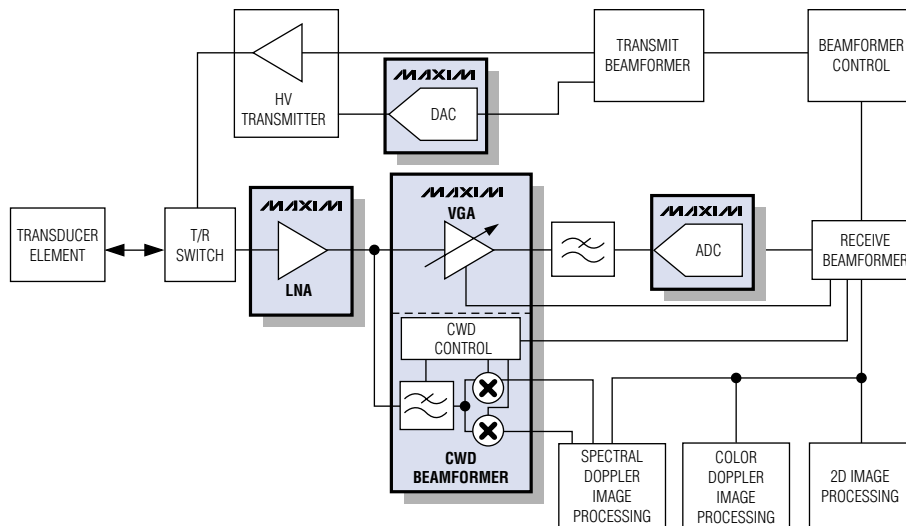 HV
TRANSMITTER
MAXIM
DAC
TRANSMIT
BEAMFORMER
BEAMFORMER
CONTROL
TRANSDUCER
ELEMENT
T/R
SWITCH
MAXIM
LNA
MAXIM
VGA
MAXIM
ADC
RECEIVE
BEAMFORMER
CWD
CONTROL
CWD
BEAMFORMER
SPECTRAL
DOPPLER
IMAGE
PROCESSING
COLOR
DOPPLER
IMAGE
PROCESSING
2D IMAGE
PROCESSING